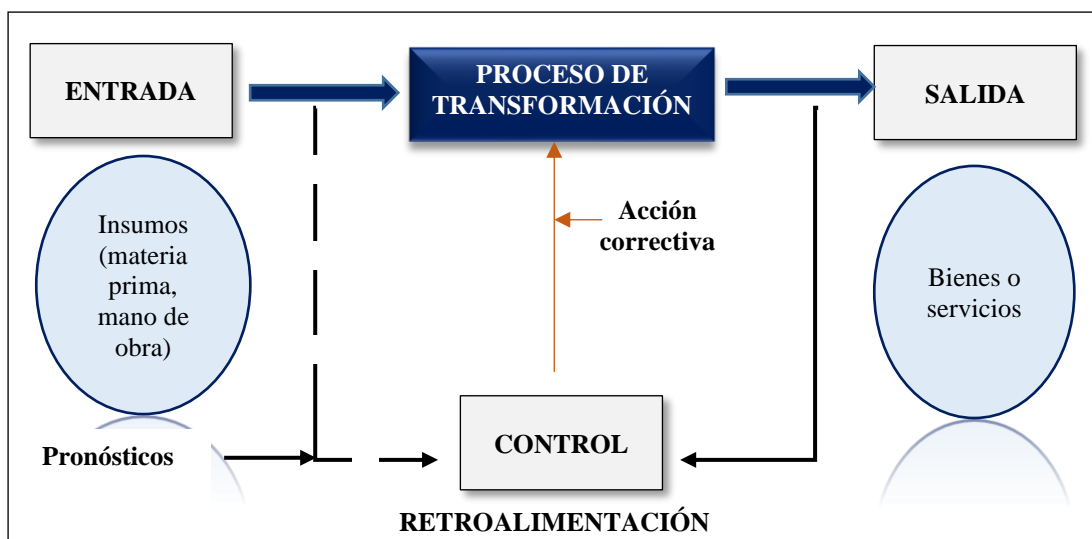 ENTRADA
PROCESO DE
TRANSFORMACIÓN
SALIDA
Insumos
(materia
prima,
mano de
obra)
Acción
correctiva
Bienes o
servicios
Pronósticos
CONTROL
RETROALIMENTACIÓN